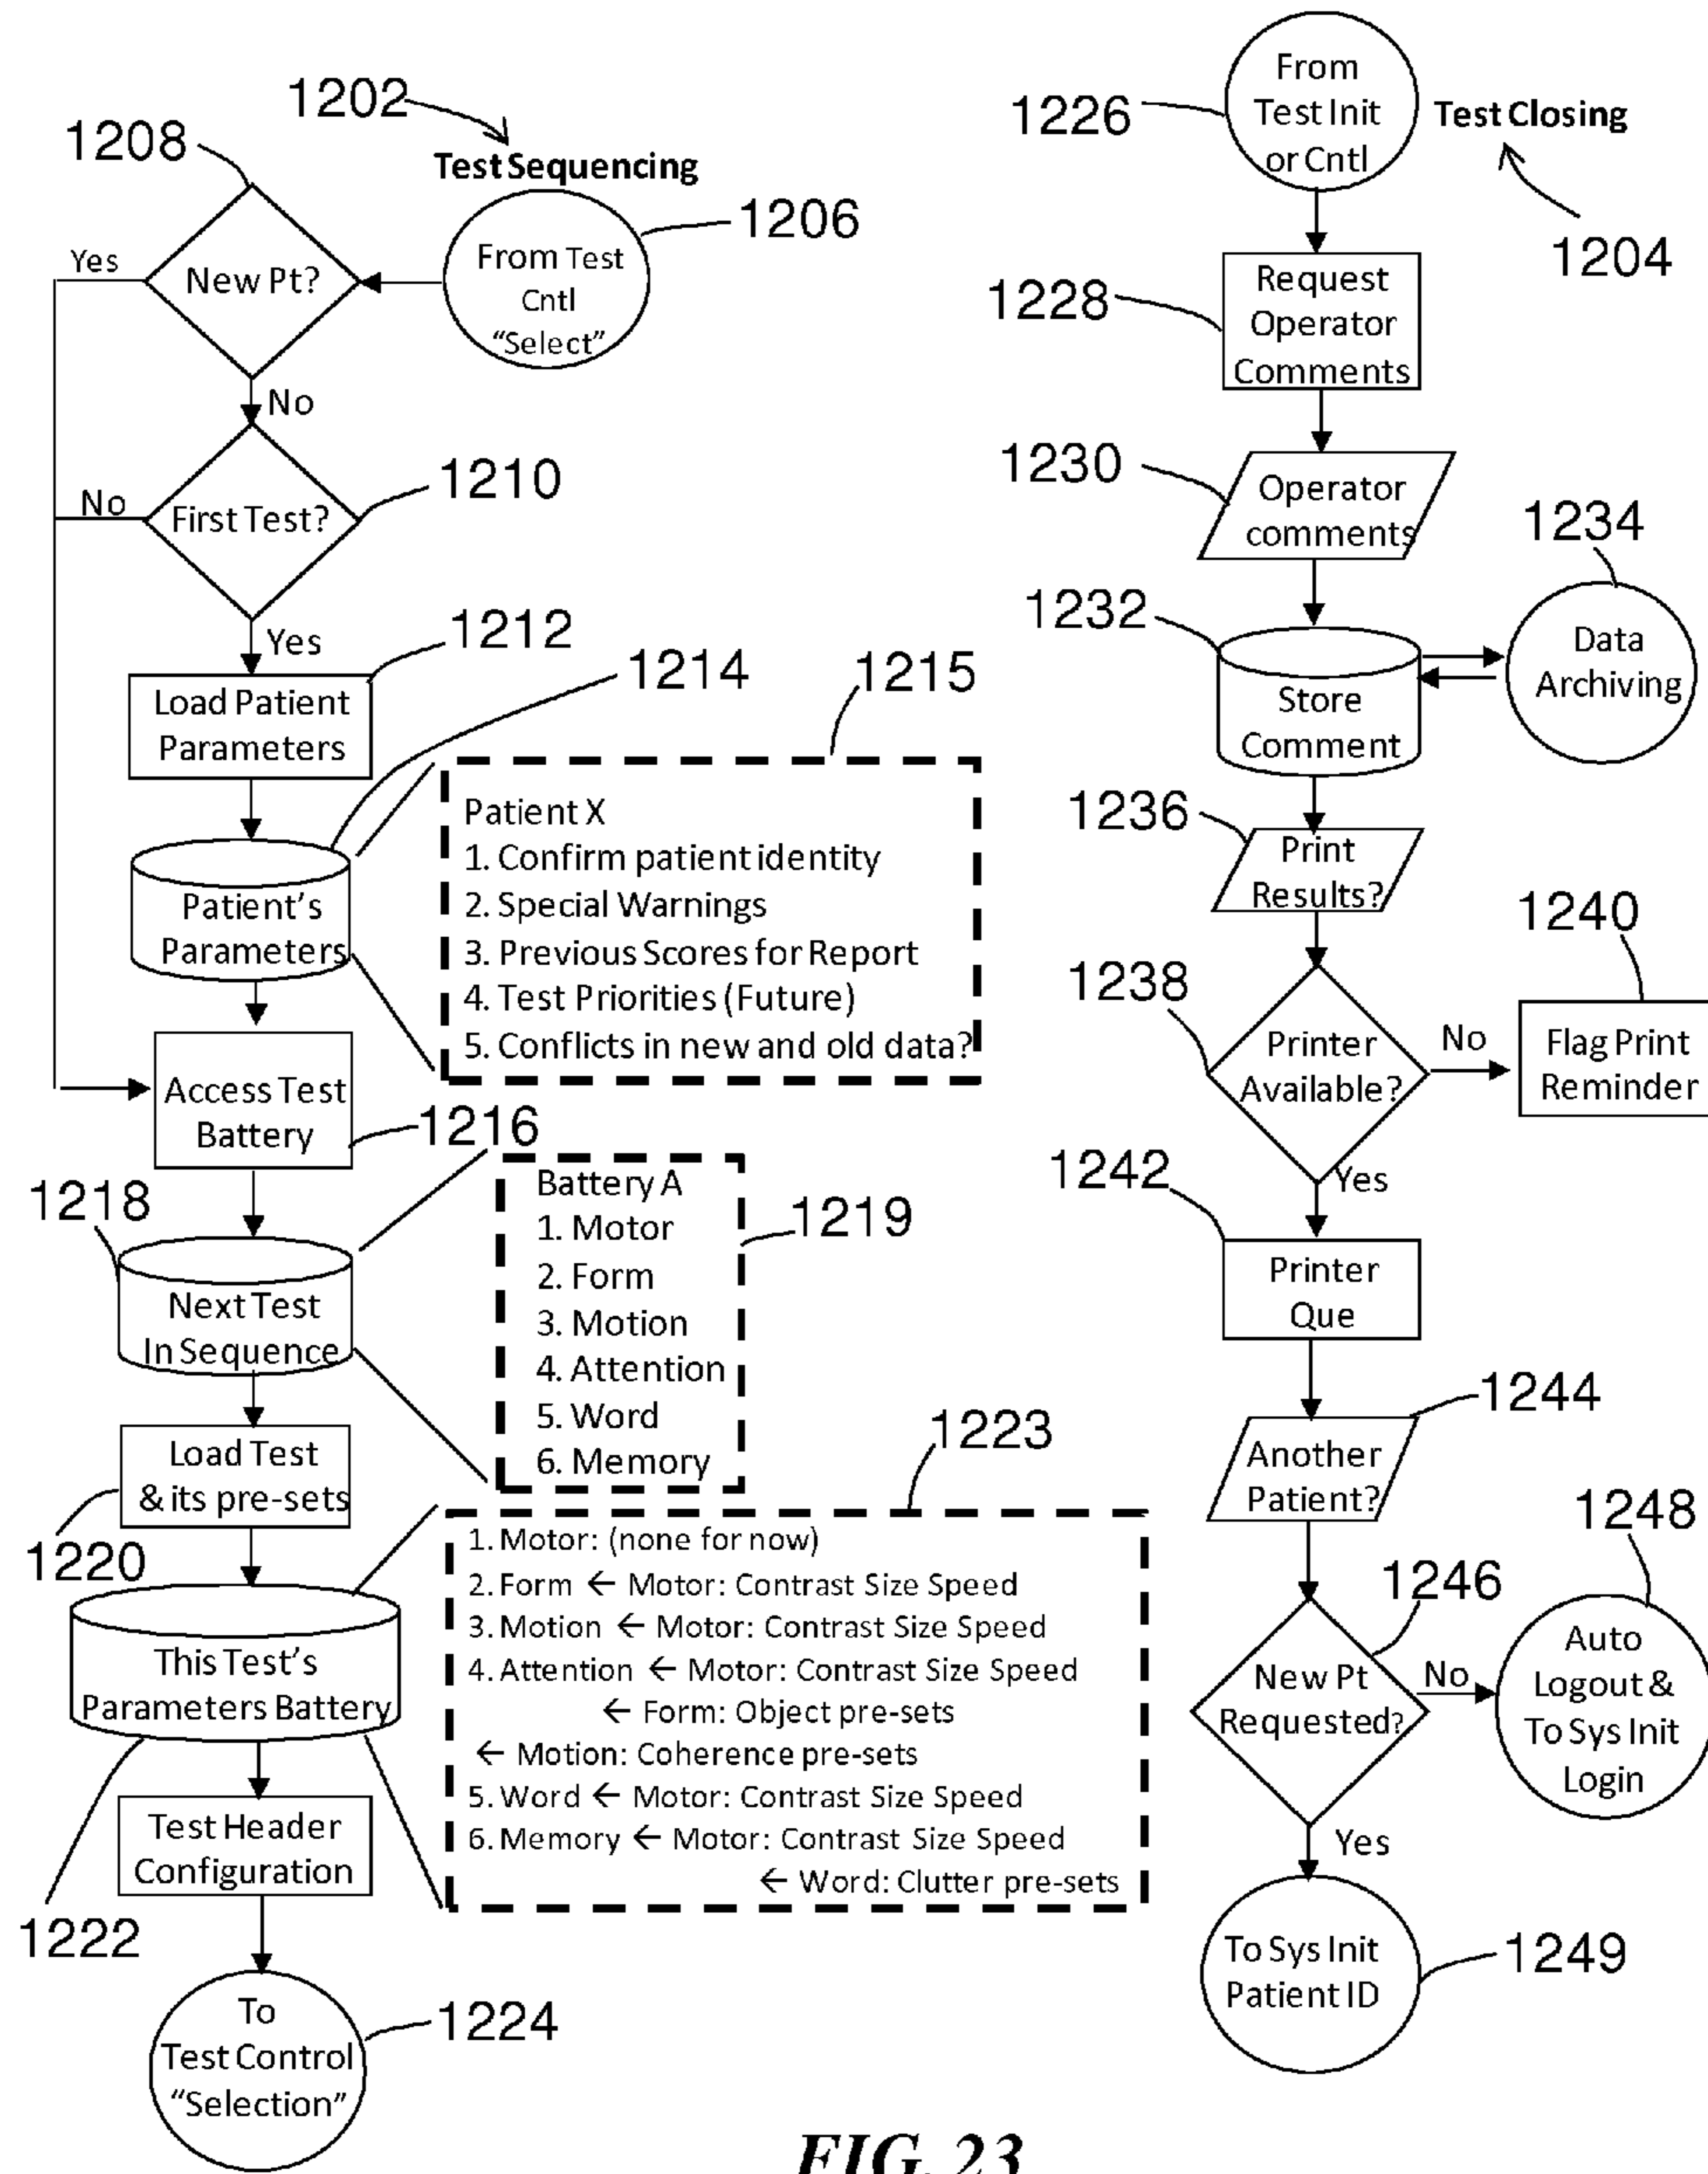 1202
1208
Test Sequencing
1206
From Test
Cntl
“Select”
Yes
New Pt?
No
1210
No
First Test?
Yes
1212
Load Patient
Parameters
1214
1215
Patient’s
Parameters
Patient X
1. Confirm patient identity
2. Special Warnings
3. Previous Scores for Report
4. Test Priorities (Future)
5. Conflicts in new and old data?
Access Test
Battery
1216
1218
Next Test
In Sequence
Battery A
1. Motor
2. Form
3. Motion
4. Attention
5. Word
6. Memory
1219
Load Test
& its pre-sets
1220
1223
This Test’s
Parameters Battery
1. Motor: (none for now)
2. Form ← Motor: Contrast Size Speed
3. Motion ← Motor: Contrast Size Speed
4. Attention ← Motor: Contrast Size Speed
← Form: Object pre-sets
← Motion: Coherence pre-sets
5. Word ← Motor: Contrast Size Speed
6. Memory ← Motor: Contrast Size Speed
← Word: Clutter pre-sets
1222
Test Header
Configuration
To
Test Control
“Selection”
1224
1226
From
Test Init
or Cntl
Test Closing
1204
1228
Request
Operator
Comments
1230
Operator
comments
1232
Store
Comment
1234
Data
Archiving
1236
Print
Results?
1238
Printer
Available?
No
1240
Flag Print
Reminder
Yes
1242
Printer
Que
1244
Another
Patient?
1246
New Pt
Requested?
No
1248
Auto
Logout &
To Sys Init
Login
Yes
To Sys Init
Patient ID
1249
FIG. 23